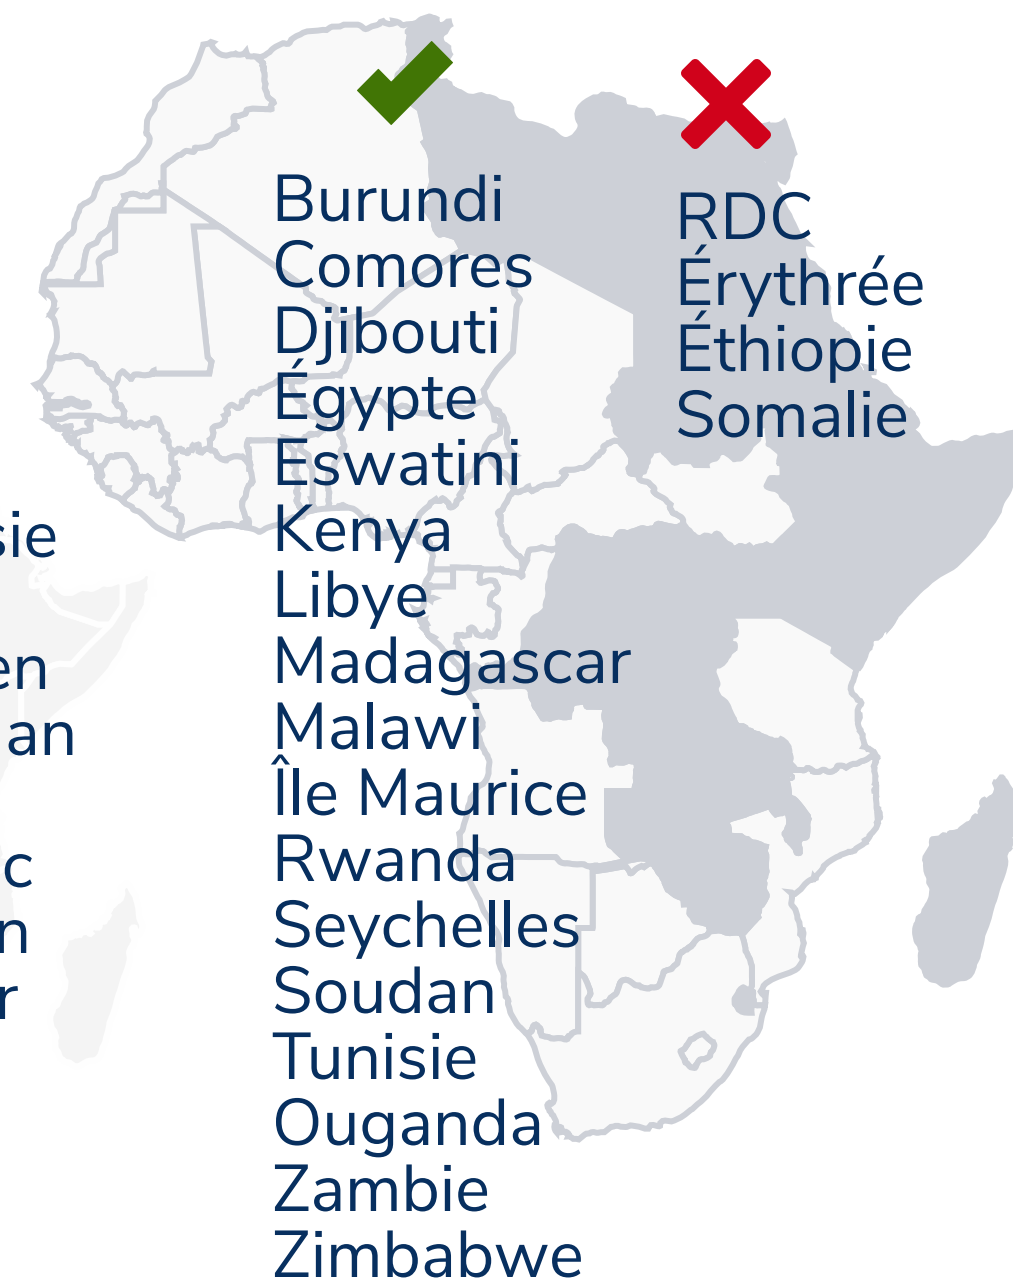 Burundi
Comores
Djibouti
Égypte
Eswatini
Kenya
Libye
Madagascar
Malawi
Île Maurice
Rwanda
Seychelles
Soudan
Tunisie
Ouganda
Zambie
Zimbabwe
RDC
Érythrée
Éthiopie
Somalie